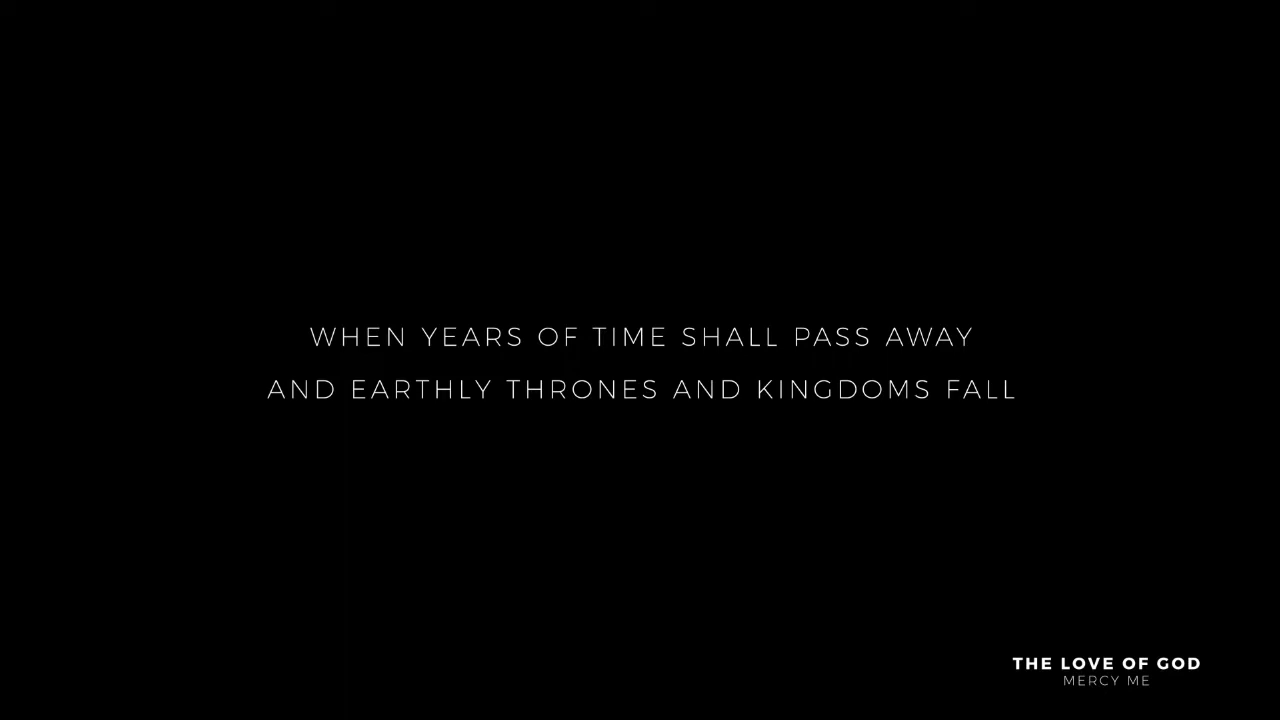 WHEN YEARS OF TIME SHALL PASS AWAY
AND EARTHLY THRONES AND KINGDOMS FALL
THE LOVE OF GOD
MERCY ME